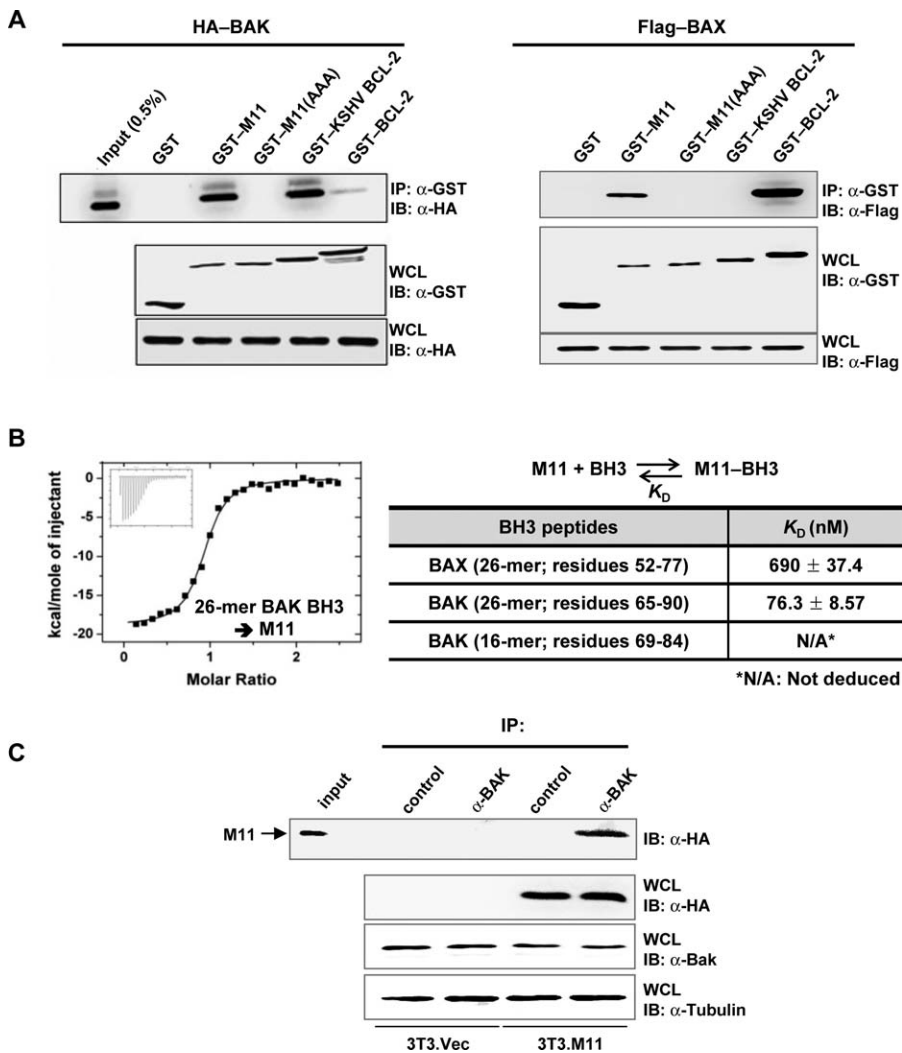 A
HA–BAK
Flag–BAX
Input (0.5%)
GST
GST–M11
GST–M11(AAA)
GST–KSHV BCL-2
GST–BCL-2
GST
GST–M11
GST–M11(AAA)
GST–KSHV BCL-2
GST–BCL-2
IP: α-GST
IB: α-HA
WCL
IB: α-GST
WCL
IB: α-HA
IP: α-GST
IB: α-Flag
WCL
IB: α-GST
WCL
IB: α-Flag
B
kcal/mole of injectant
0
-5
-10
-15
-20
26-mer BAK BH3
➔ M11
0
1
2
Molar Ratio
M11 + BH3 ⇄ M11–BH3
KD
BH3 peptides KD (nM)
BAX (26-mer; residues 52-77) 690 ± 37.4
BAK (26-mer; residues 65-90) 76.3 ± 8.57
BAK (16-mer; residues 69-84) N/A*
*N/A: Not deduced
C
IP:
input
control
α-BAK
control
α-BAK
M11
IB: α-HA
WCL
IB: α-HA
WCL
IB: α-Bak
WCL
IB: α-Tubulin
3T3.Vec
3T3.M11